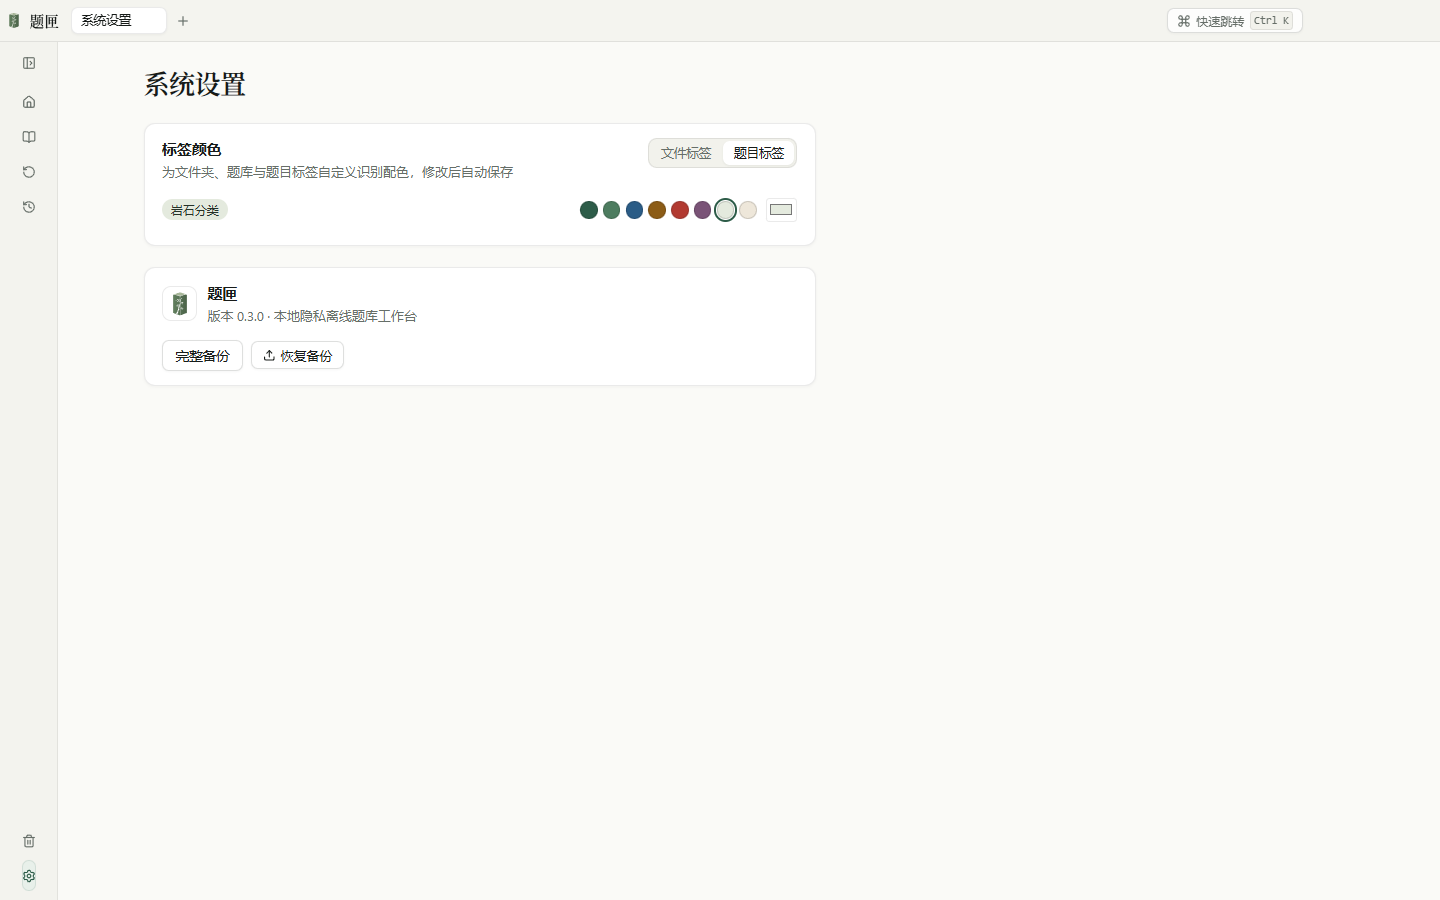 题匣
系统设置
快速跳转 Ctrl K
系统设置
标签颜色
文件标签 题目标签
为文件夹、题库与题目标签自定义识别配色，修改后自动保存
岩石分类
题匣
版本 0.3.0 · 本地隐私离线题库工作台
完整备份 恢复备份